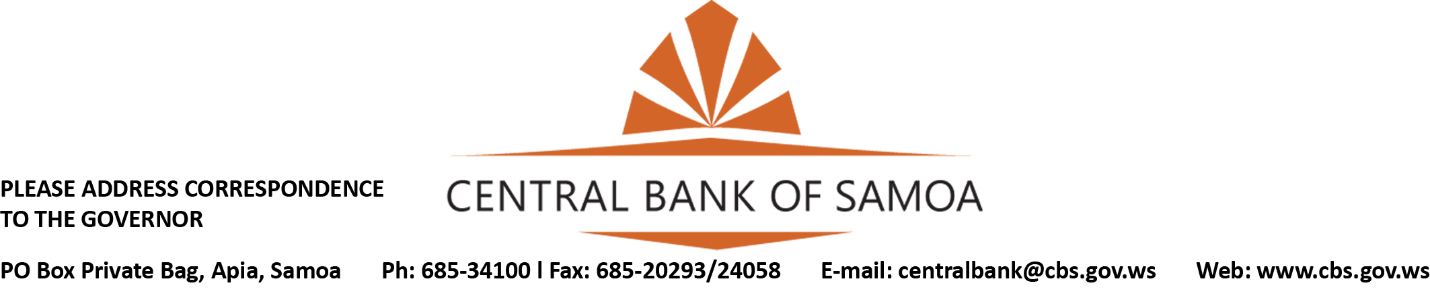 CENTRAL BANK OF SAMOA
PLEASE ADDRESS CORRESPONDENCE
TO THE GOVERNOR
PO Box Private Bag, Apia, Samoa Ph: 685-34100 l Fax: 685-20293/24058 E-mail: centralbank@cbs.gov.ws Web: www.cbs.gov.ws